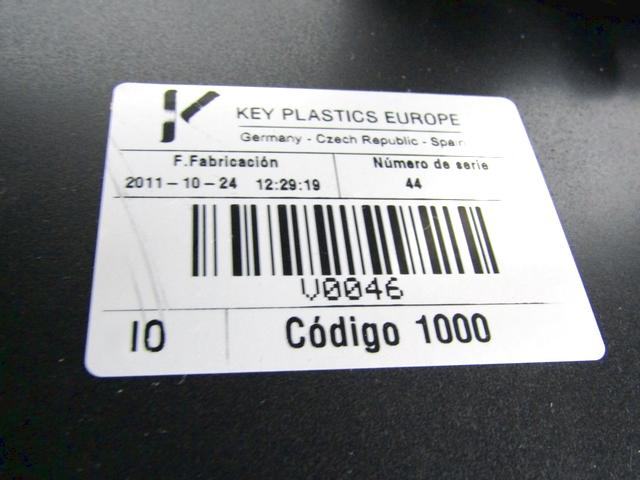 KEY PLASTICS EUROPE
Germany - Czech Republic - Spain
F.Fabricación Número de serie
2011-10-24 12:29:19 44
V0046
IO Código 1000